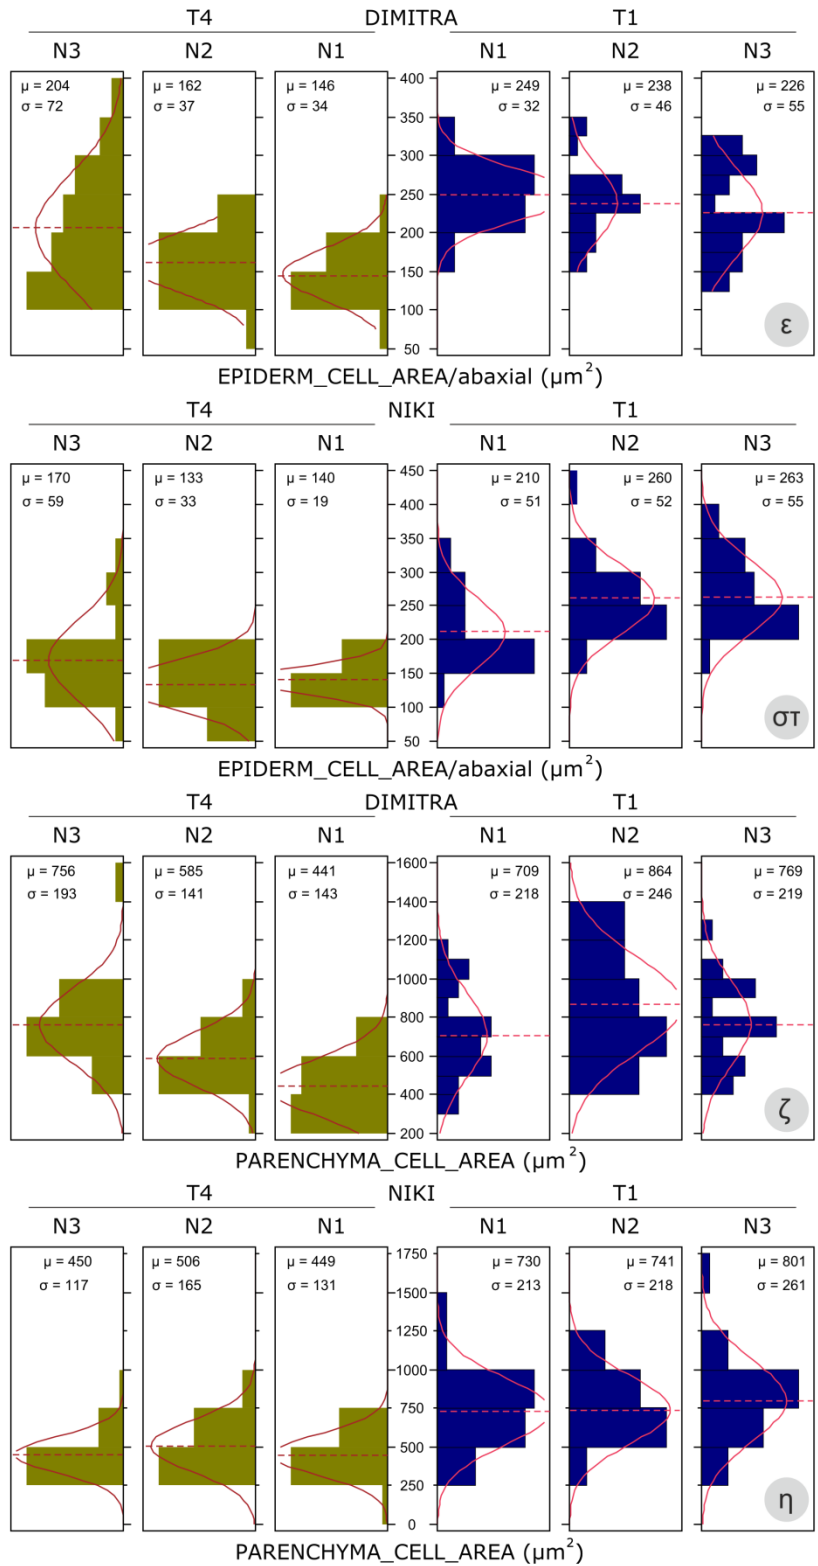 T4 DIMITRA T1
N3 N2 N1 N1 N2 N3
μ = 204 μ = 162 μ = 146 400 μ = 249 μ = 238 μ = 226
σ = 72 σ = 37 σ = 34 σ = 32 σ = 46 σ = 55
350
300
250
200
150
100
ε
50
EPIDERM_CELL_AREA/abaxial (μm²)
T4 NIKI T1
N3 N2 N1 N1 N2 N3
μ = 170 μ = 133 μ = 140 450 μ = 210 μ = 260 μ = 263
σ = 59 σ = 33 σ = 19 400 σ = 51 σ = 52 σ = 55
350
300
250
200
150
100
στ
50
EPIDERM_CELL_AREA/abaxial (μm²)
T4 DIMITRA T1
N3 N2 N1 N1 N2 N3
μ = 756 μ = 585 μ = 441 1600 μ = 709 μ = 864 μ = 769
σ = 193 σ = 141 σ = 143 σ = 218 σ = 246 σ = 219
1400
1200
1000
800
600
400
ζ
200
PARENCHYMA_CELL_AREA (μm²)
T4 NIKI T1
N3 N2 N1 N1 N2 N3
μ = 450 μ = 506 μ = 449 1750 μ = 730 μ = 741 μ = 801
σ = 117 σ = 165 σ = 131 σ = 213 σ = 218 σ = 261
1500
1250
1000
750
500
250
η
0
PARENCHYMA_CELL_AREA (μm²)